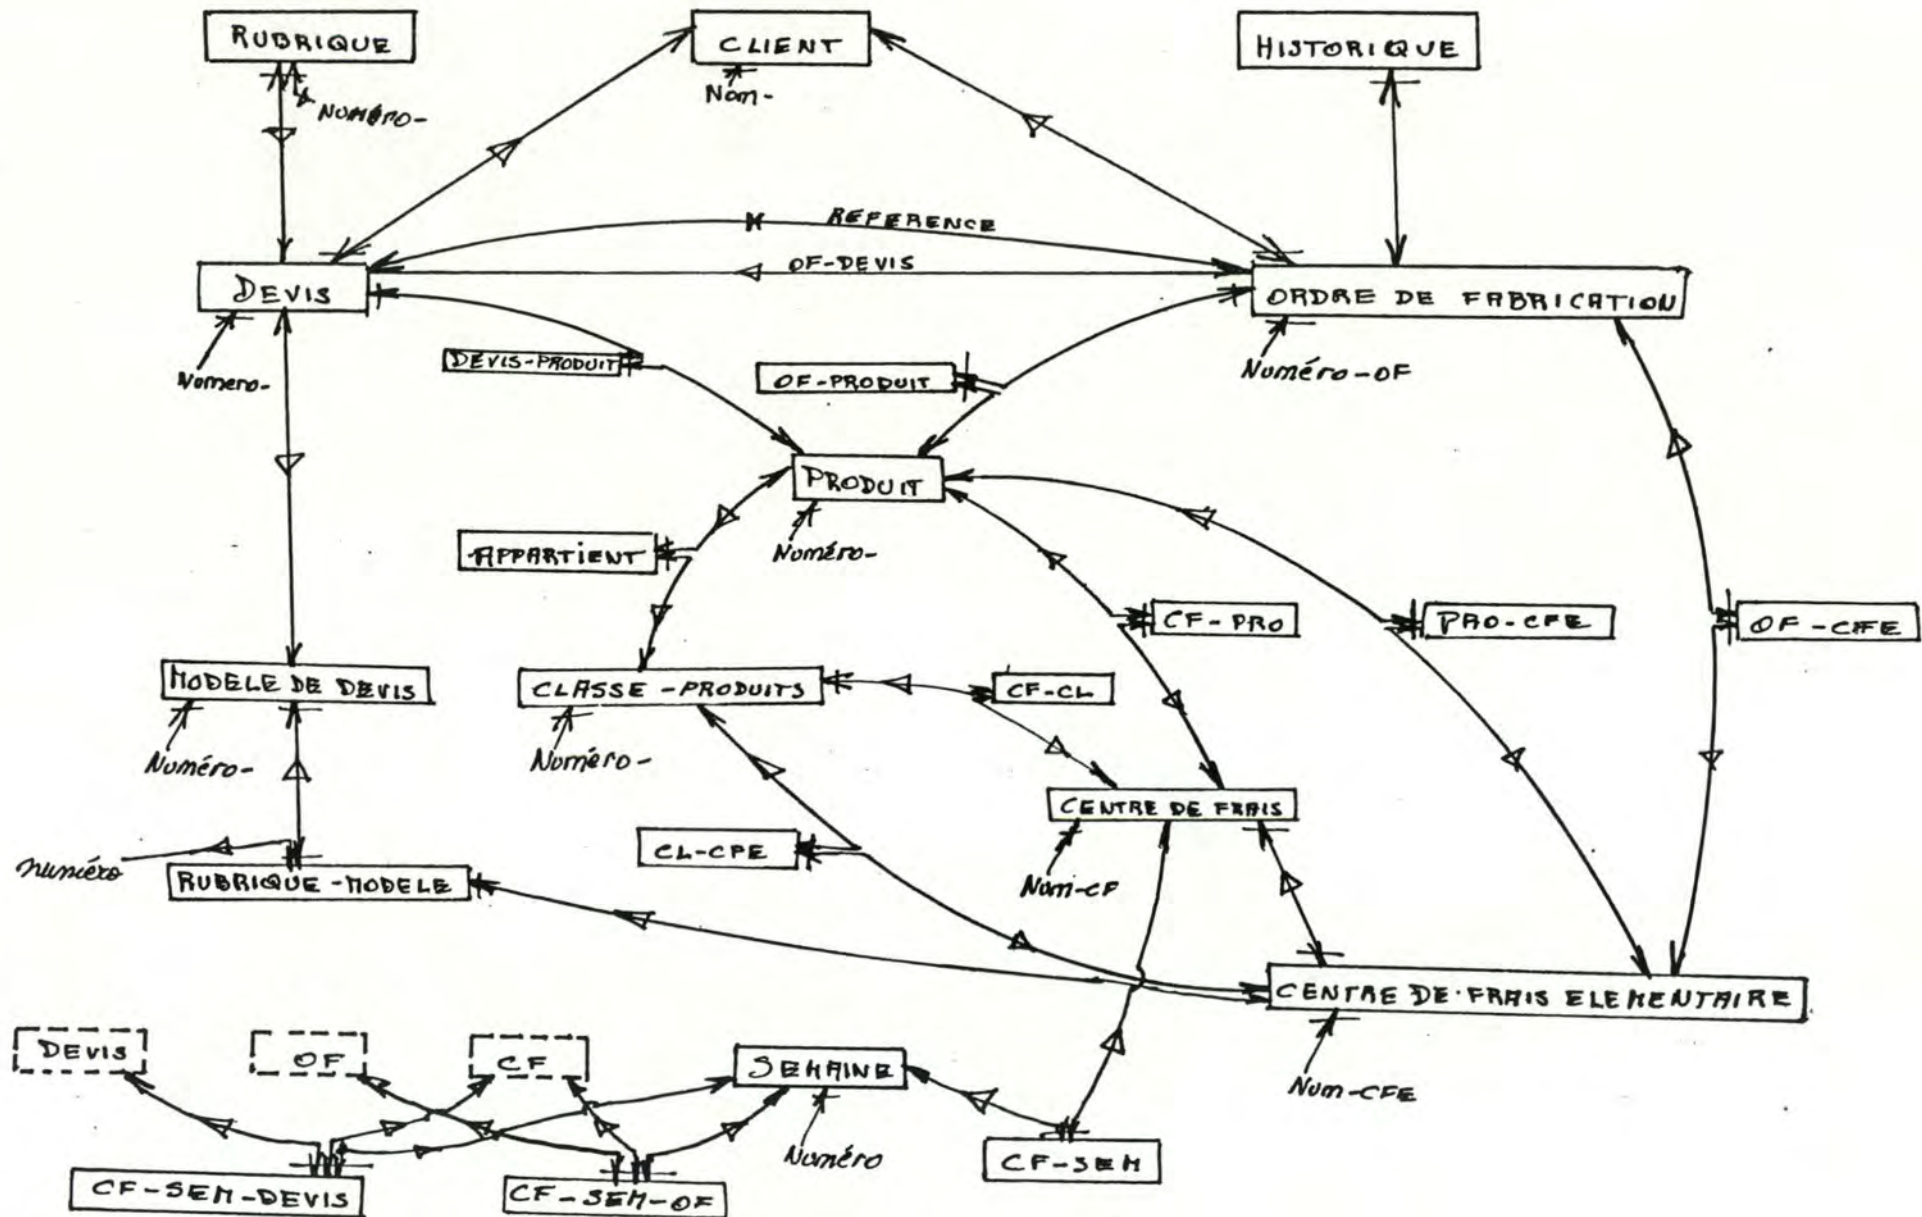 RUBRIQUE
CLIENT
HISTORIQUE
Numéro-
Nom-
REFERENCE
OF-DEVIS
DEVIS
ORDRE DE FABRICATION
Numero-
DEVIS-PRODUIT
OF-PRODUIT
Numéro-OF
PRODUIT
Numéro-
APPARTIENT
CF-PRO
PRO-CFE
OF-CFE
MODELE DE DEVIS
CLASSE-PRODUITS
CF-CL
Numéro-
Numéro-
CENTRE DE FRAIS
CL-CFE
Num-CF
numéro
RUBRIQUE-MODELE
CENTRE DE FRAIS ELEMENTAIRE
Num-CFE
DEVIS
OF
CF
SEMAINE
Numéro
CF-SEM
CF-SEM-DEVIS
CF-SEM-OF